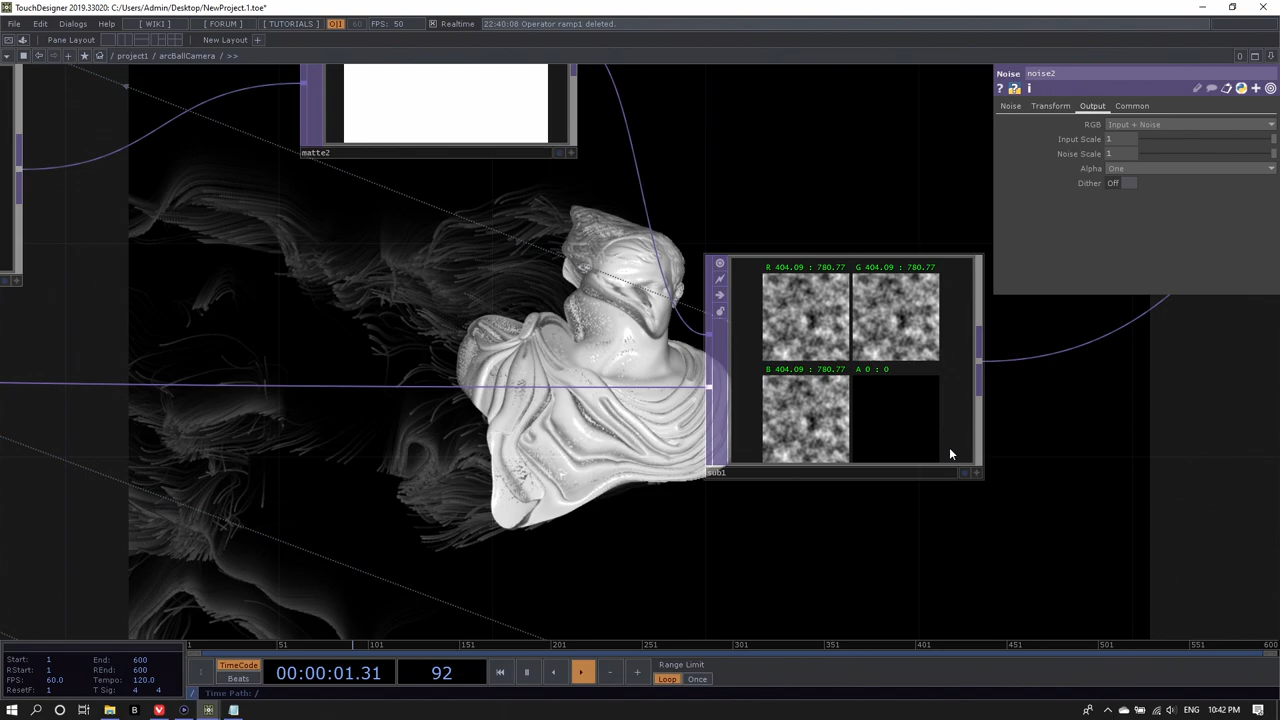 TouchDesigner 2019.33020: C:/Users/Admin/Desktop/NewProject.1.toe*
File Edit Dialogs Help [ WIKI ] [ FORUM ] [ TUTORIALS ] O|I 60 FPS: 50 Realtime 22:40:08 Operator ramp1 deleted.
Pane Layout New Layout +
/ project1 / arcBallCamera / >> 0
Noise noise2
? ? i
Noise Transform Output Common
RGB Input + Noise
Input Scale 1
Noise Scale 1
Alpha One
Dither Off
matte2
R 404.09 : 780.77 G 404.09 : 780.77
B 404.09 : 780.77 A 0 : 0
sub1
1 51 101 151 201 251 301 351 401 451 501 551 600
Start: 1 End: 600
RStart: 1 REnd: 600
FPS: 60.0 Tempo: 120.0
ResetF: 1 T Sig: 4 4
TimeCode
Beats
00:00:01.31 92
Range Limit
Loop Once
/ Time Path: /
ENG 10:42 PM